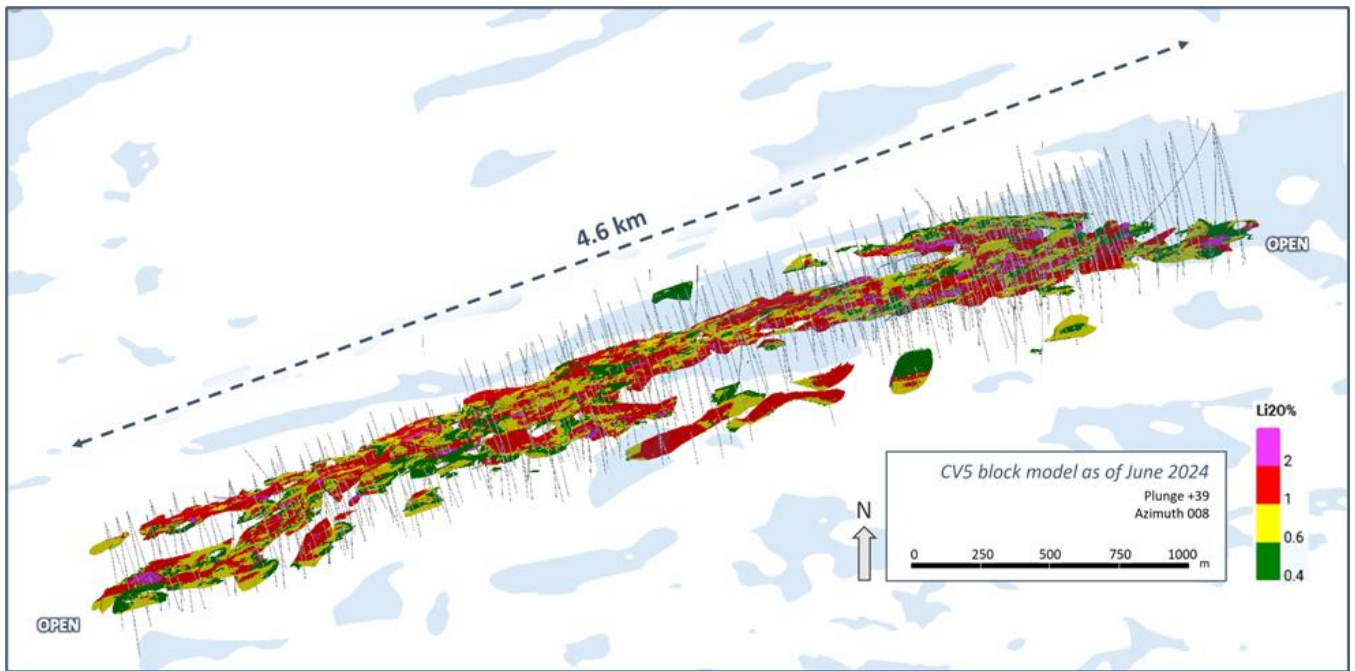 4.6 km
OPEN
Li20%
2
1
0.6
0.4
CV5 block model as of June 2024
Plunge +39
Azimuth 008
N
0 250 500 750 1000
m
OPEN